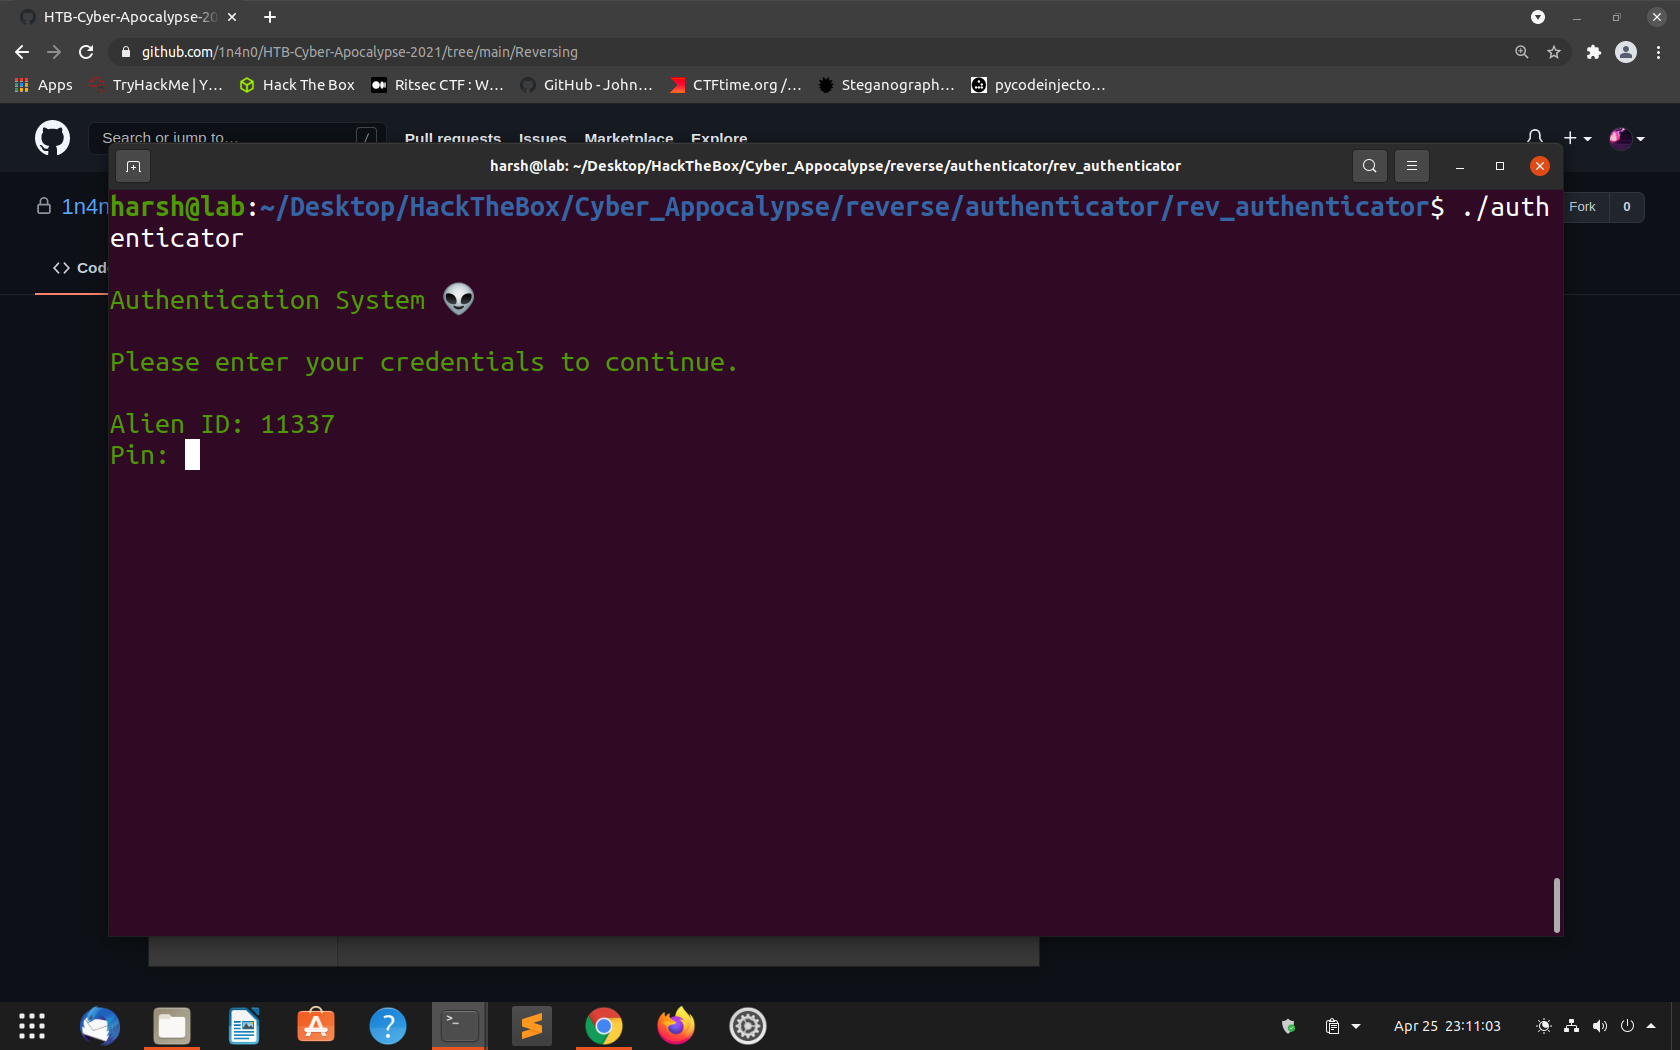 HTB-Cyber-Apocalypse-20
github.com/1n4n0/HTB-Cyber-Apocalypse-2021/tree/main/Reversing
Apps TryHackMe | Y… Hack The Box Ritsec CTF : W… GitHub - John… CTFtime.org /… Steganograph… pycodeinjecto…
Search or jump to… / Pull requests Issues Marketplace Explore
harsh@lab: ~/Desktop/HackTheBox/Cyber_Appocalypse/reverse/authenticator/rev_authenticator
1n4n
Fork 0
Code
harsh@lab:~/Desktop/HackTheBox/Cyber_Appocalypse/reverse/authenticator/rev_authenticator$ ./auth
enticator
Authentication System 👽
Please enter your credentials to continue.
Alien ID: 11337
Pin:
Apr 25 23:11:03